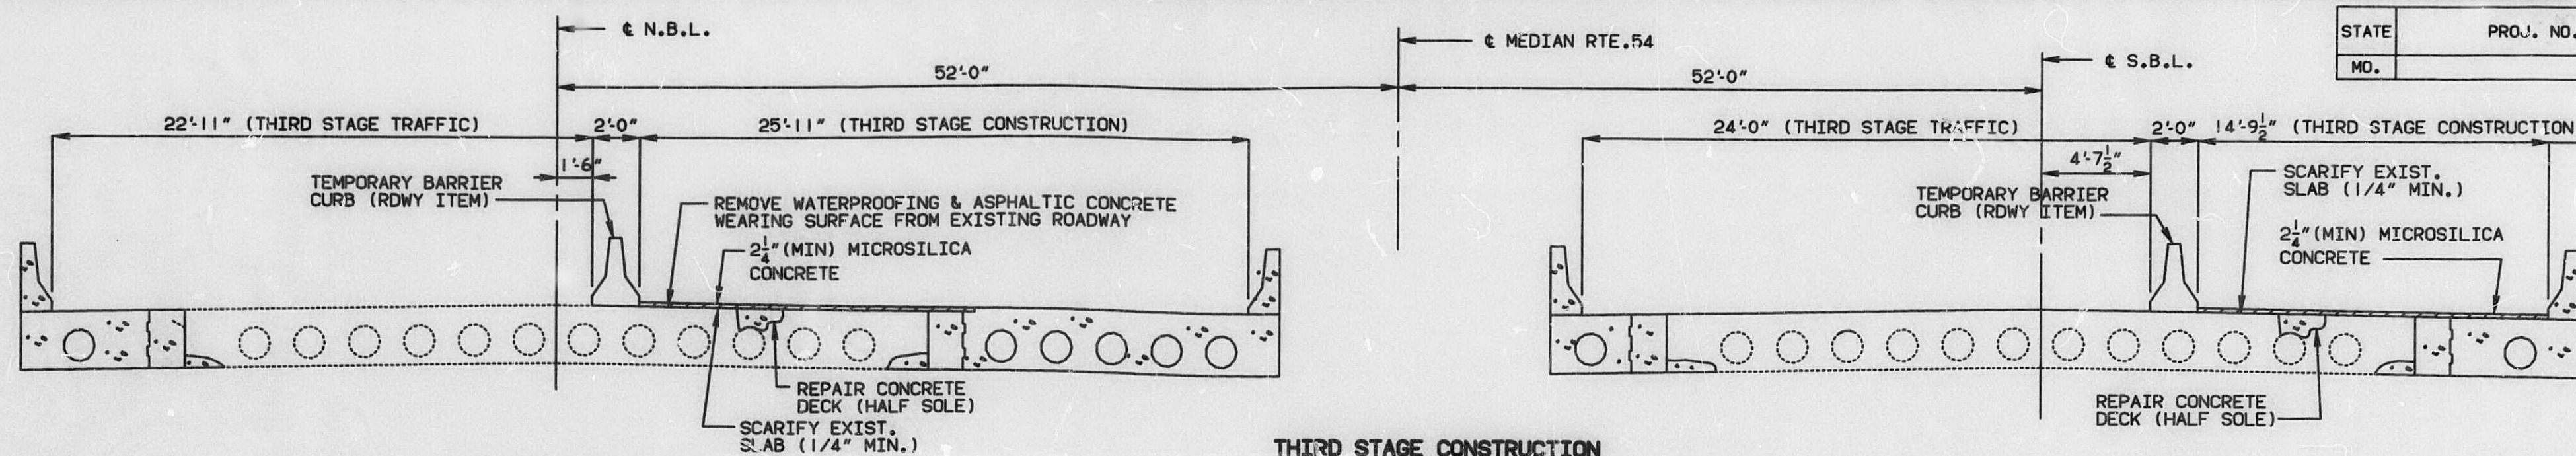 ℄ N.B.L.
℄ MEDIAN RTE.54
℄ S.B.L.
STATE PROJ. NO.
MO.
52'-0"
52'-0"
22'-11" (THIRD STAGE TRAFFIC)
2'-0"
25'-11" (THIRD STAGE CONSTRUCTION)
24'-0" (THIRD STAGE TRAFFIC)
2'-0"
14'-9½" (THIRD STAGE CONSTRUCTION
1'-6"
4'-7½"
TEMPORARY BARRIER
CURB (RDWY ITEM)
REMOVE WATERPROOFING & ASPHALTIC CONCRETE
WEARING SURFACE FROM EXISTING ROADWAY
2¼"(MIN) MICROSILICA
CONCRETE
TEMPORARY BARRIER
CURB (RDWY ITEM)
SCARIFY EXIST.
SLAB (1/4" MIN.)
2¼"(MIN) MICROSILICA
CONCRETE
REPAIR CONCRETE
DECK (HALF SOLE)
SCARIFY EXIST.
SLAB (1/4" MIN.)
REPAIR CONCRETE
DECK (HALF SOLE)
THIRD STAGE CONSTRUCTION